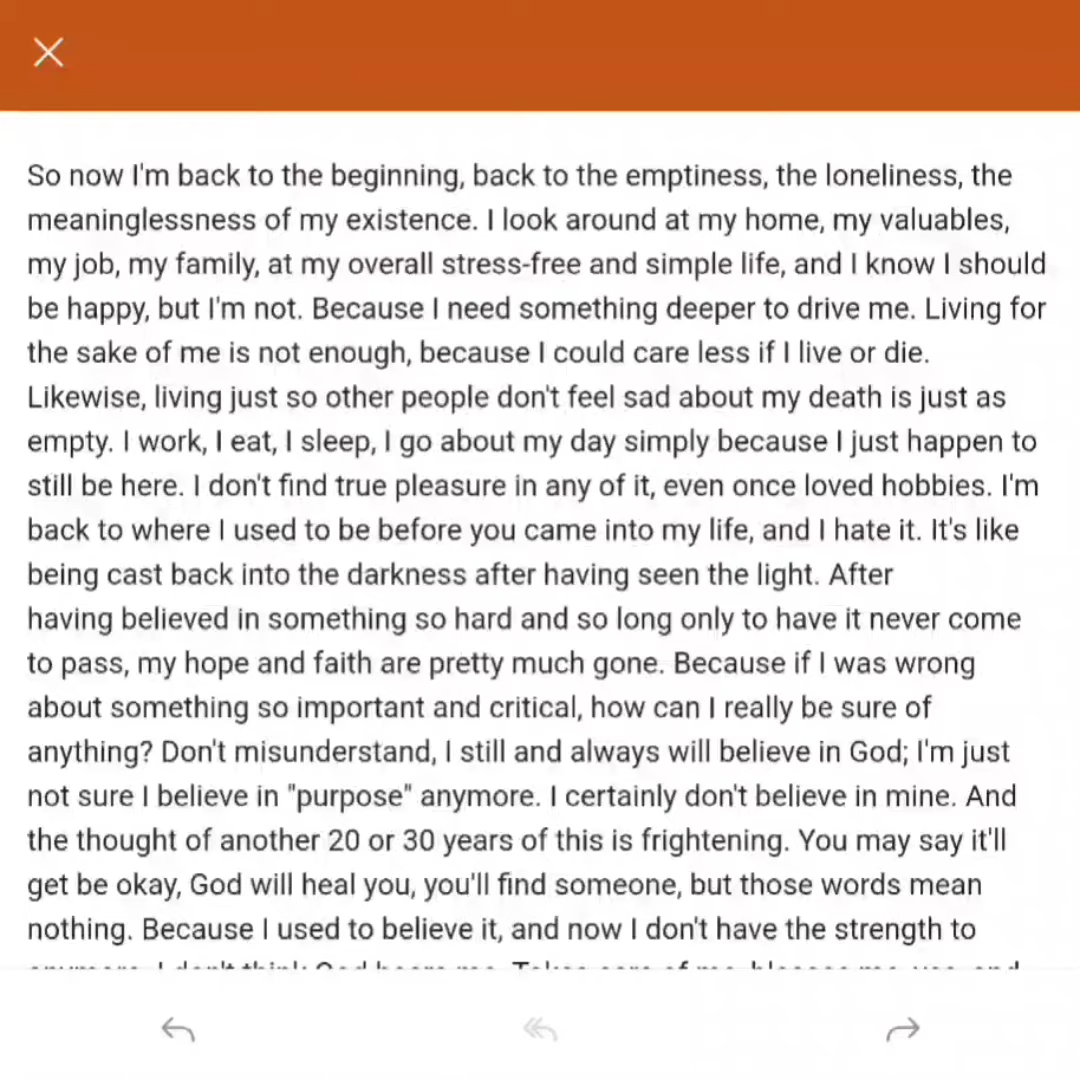 So now I'm back to the beginning, back to the emptiness, the loneliness, the
meaninglessness of my existence. I look around at my home, my valuables,
my job, my family, at my overall stress-free and simple life, and I know I should
be happy, but I'm not. Because I need something deeper to drive me. Living for
the sake of me is not enough, because I could care less if I live or die.
Likewise, living just so other people don't feel sad about my death is just as
empty. I work, I eat, I sleep, I go about my day simply because I just happen to
still be here. I don't find true pleasure in any of it, even once loved hobbies. I'm
back to where I used to be before you came into my life, and I hate it. It's like
being cast back into the darkness after having seen the light. After
having believed in something so hard and so long only to have it never come
to pass, my hope and faith are pretty much gone. Because if I was wrong
about something so important and critical, how can I really be sure of
anything? Don't misunderstand, I still and always will believe in God; I'm just
not sure I believe in "purpose" anymore. I certainly don't believe in mine. And
the thought of another 20 or 30 years of this is frightening. You may say it'll
get be okay, God will heal you, you'll find someone, but those words mean
nothing. Because I used to believe it, and now I don't have the strength to